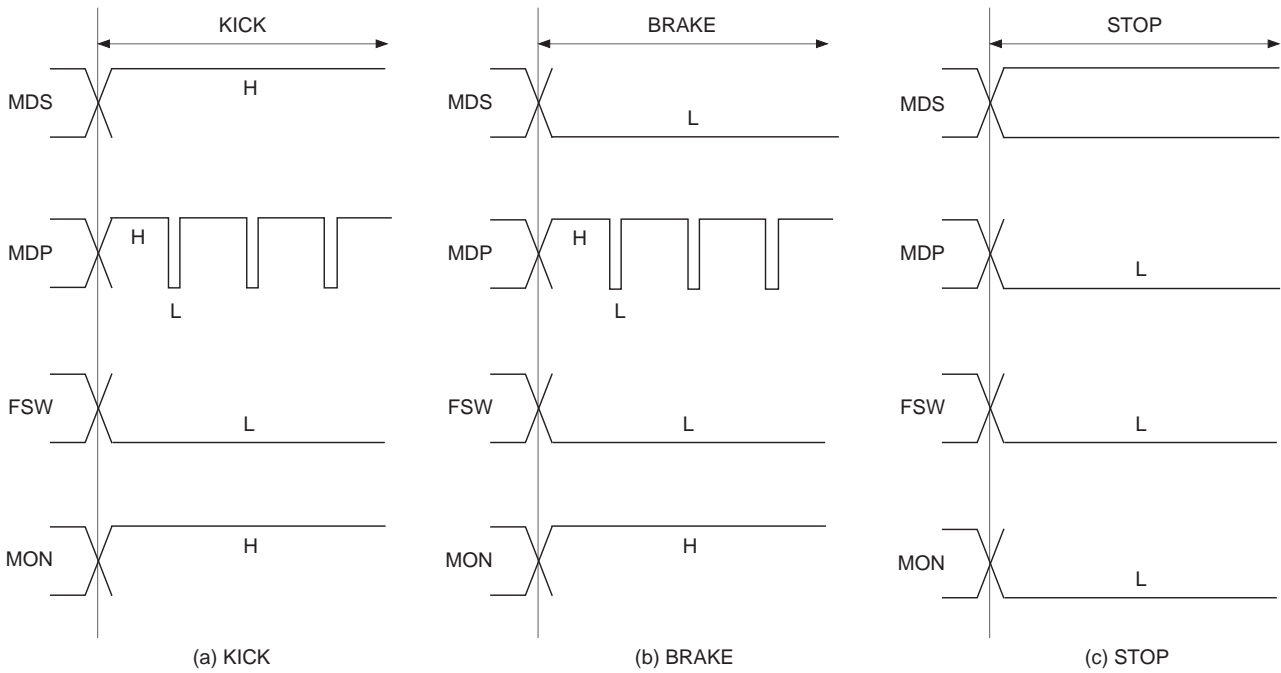 KICK
MDS
H
MDP
H
L
FSW
L
MON
H
(a) KICK
BRAKE
MDS
L
MDP
H
L
FSW
L
MON
H
(b) BRAKE
STOP
MDS
MDP
L
FSW
L
MON
L
(c) STOP